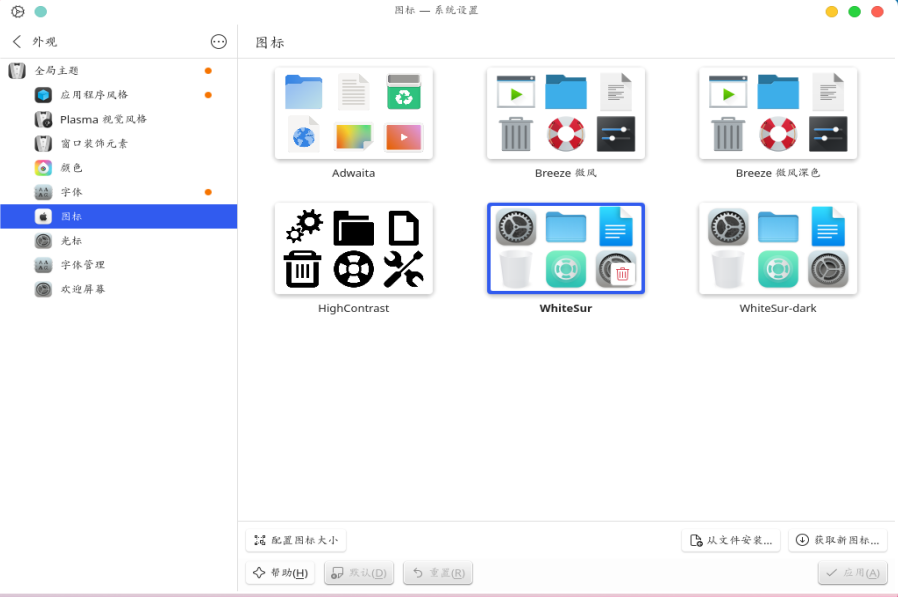 图标 — 系统设置
外观
图标
全局主题
应用程序风格
Plasma 视觉风格
窗口装饰元素
颜色
字体
图标
光标
字体管理
欢迎屏幕
Adwaita
Breeze 微风
Breeze 微风深色
HighContrast
WhiteSur
WhiteSur-dark
配置图标大小
从文件安装...
获取新图标...
帮助(H)
默认(D)
重置(R)
应用(A)